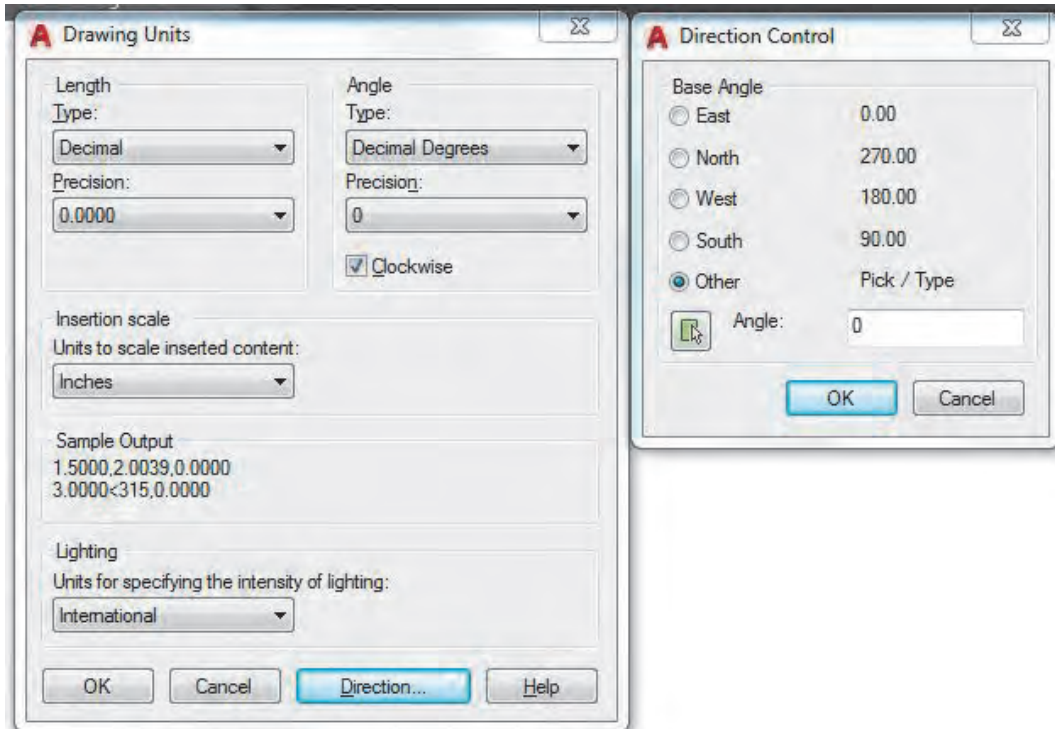 Drawing Units
Length
Type:
Decimal
Precision:
0.0000
Angle
Type:
Decimal Degrees
Precision:
0
Clockwise
Insertion scale
Units to scale inserted content:
Inches
Sample Output
1.5000,2.0039,0.0000
3.0000<315,0.0000
Lighting
Units for specifying the intensity of lighting:
International
OK Cancel Direction... Help
Direction Control
Base Angle
East 0.00
North 270.00
West 180.00
South 90.00
Other Pick / Type
Angle: 0
OK Cancel